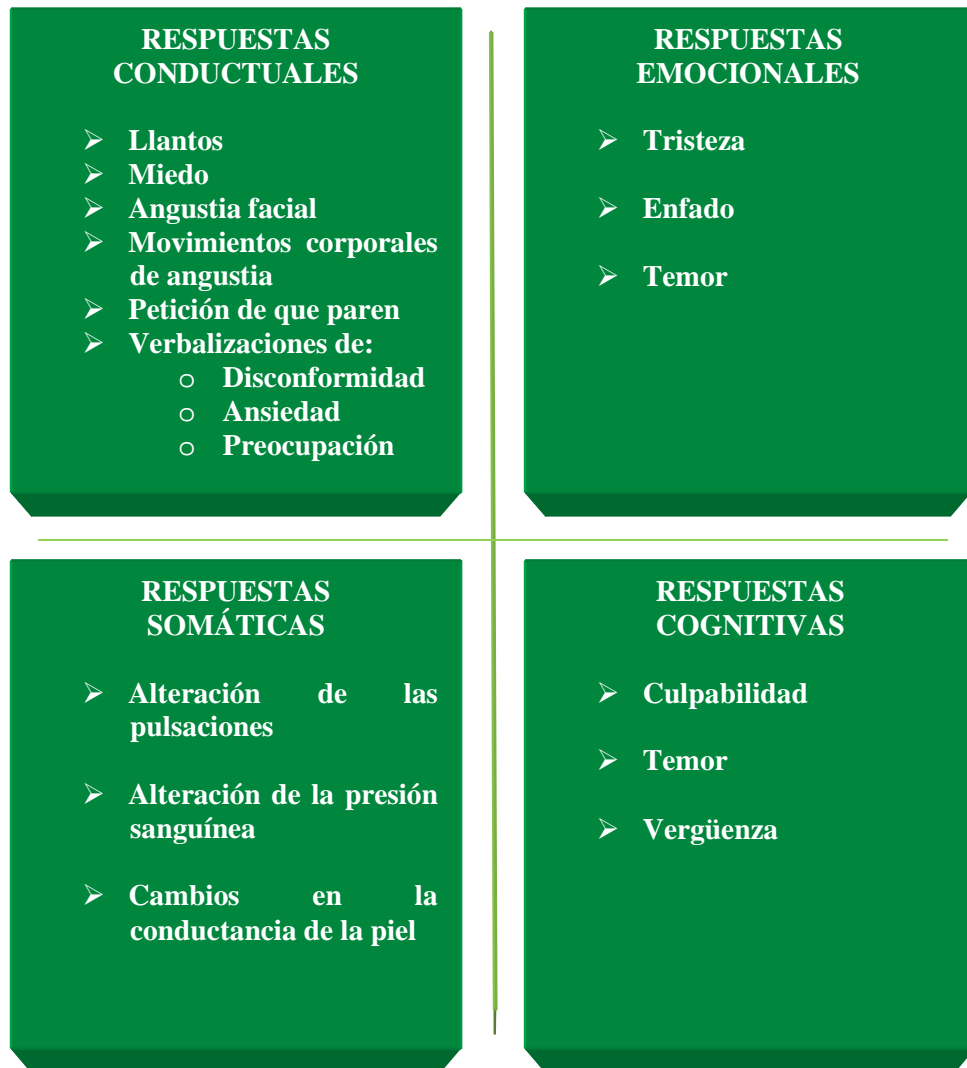 RESPUESTAS
CONDUCTUALES
➢ Llantos
➢ Miedo
➢ Angustia facial
➢ Movimientos corporales
de angustia
➢ Petición de que paren
➢ Verbalizaciones de:
o Disconformidad
o Ansiedad
o Preocupación
RESPUESTAS
EMOCIONALES
➢ Tristeza
➢ Enfado
➢ Temor
RESPUESTAS
SOMÁTICAS
➢ Alteración de las
pulsaciones
➢ Alteración de la presión
sanguínea
➢ Cambios en la
conductancia de la piel
RESPUESTAS
COGNITIVAS
➢ Culpabilidad
➢ Temor
➢ Vergüenza